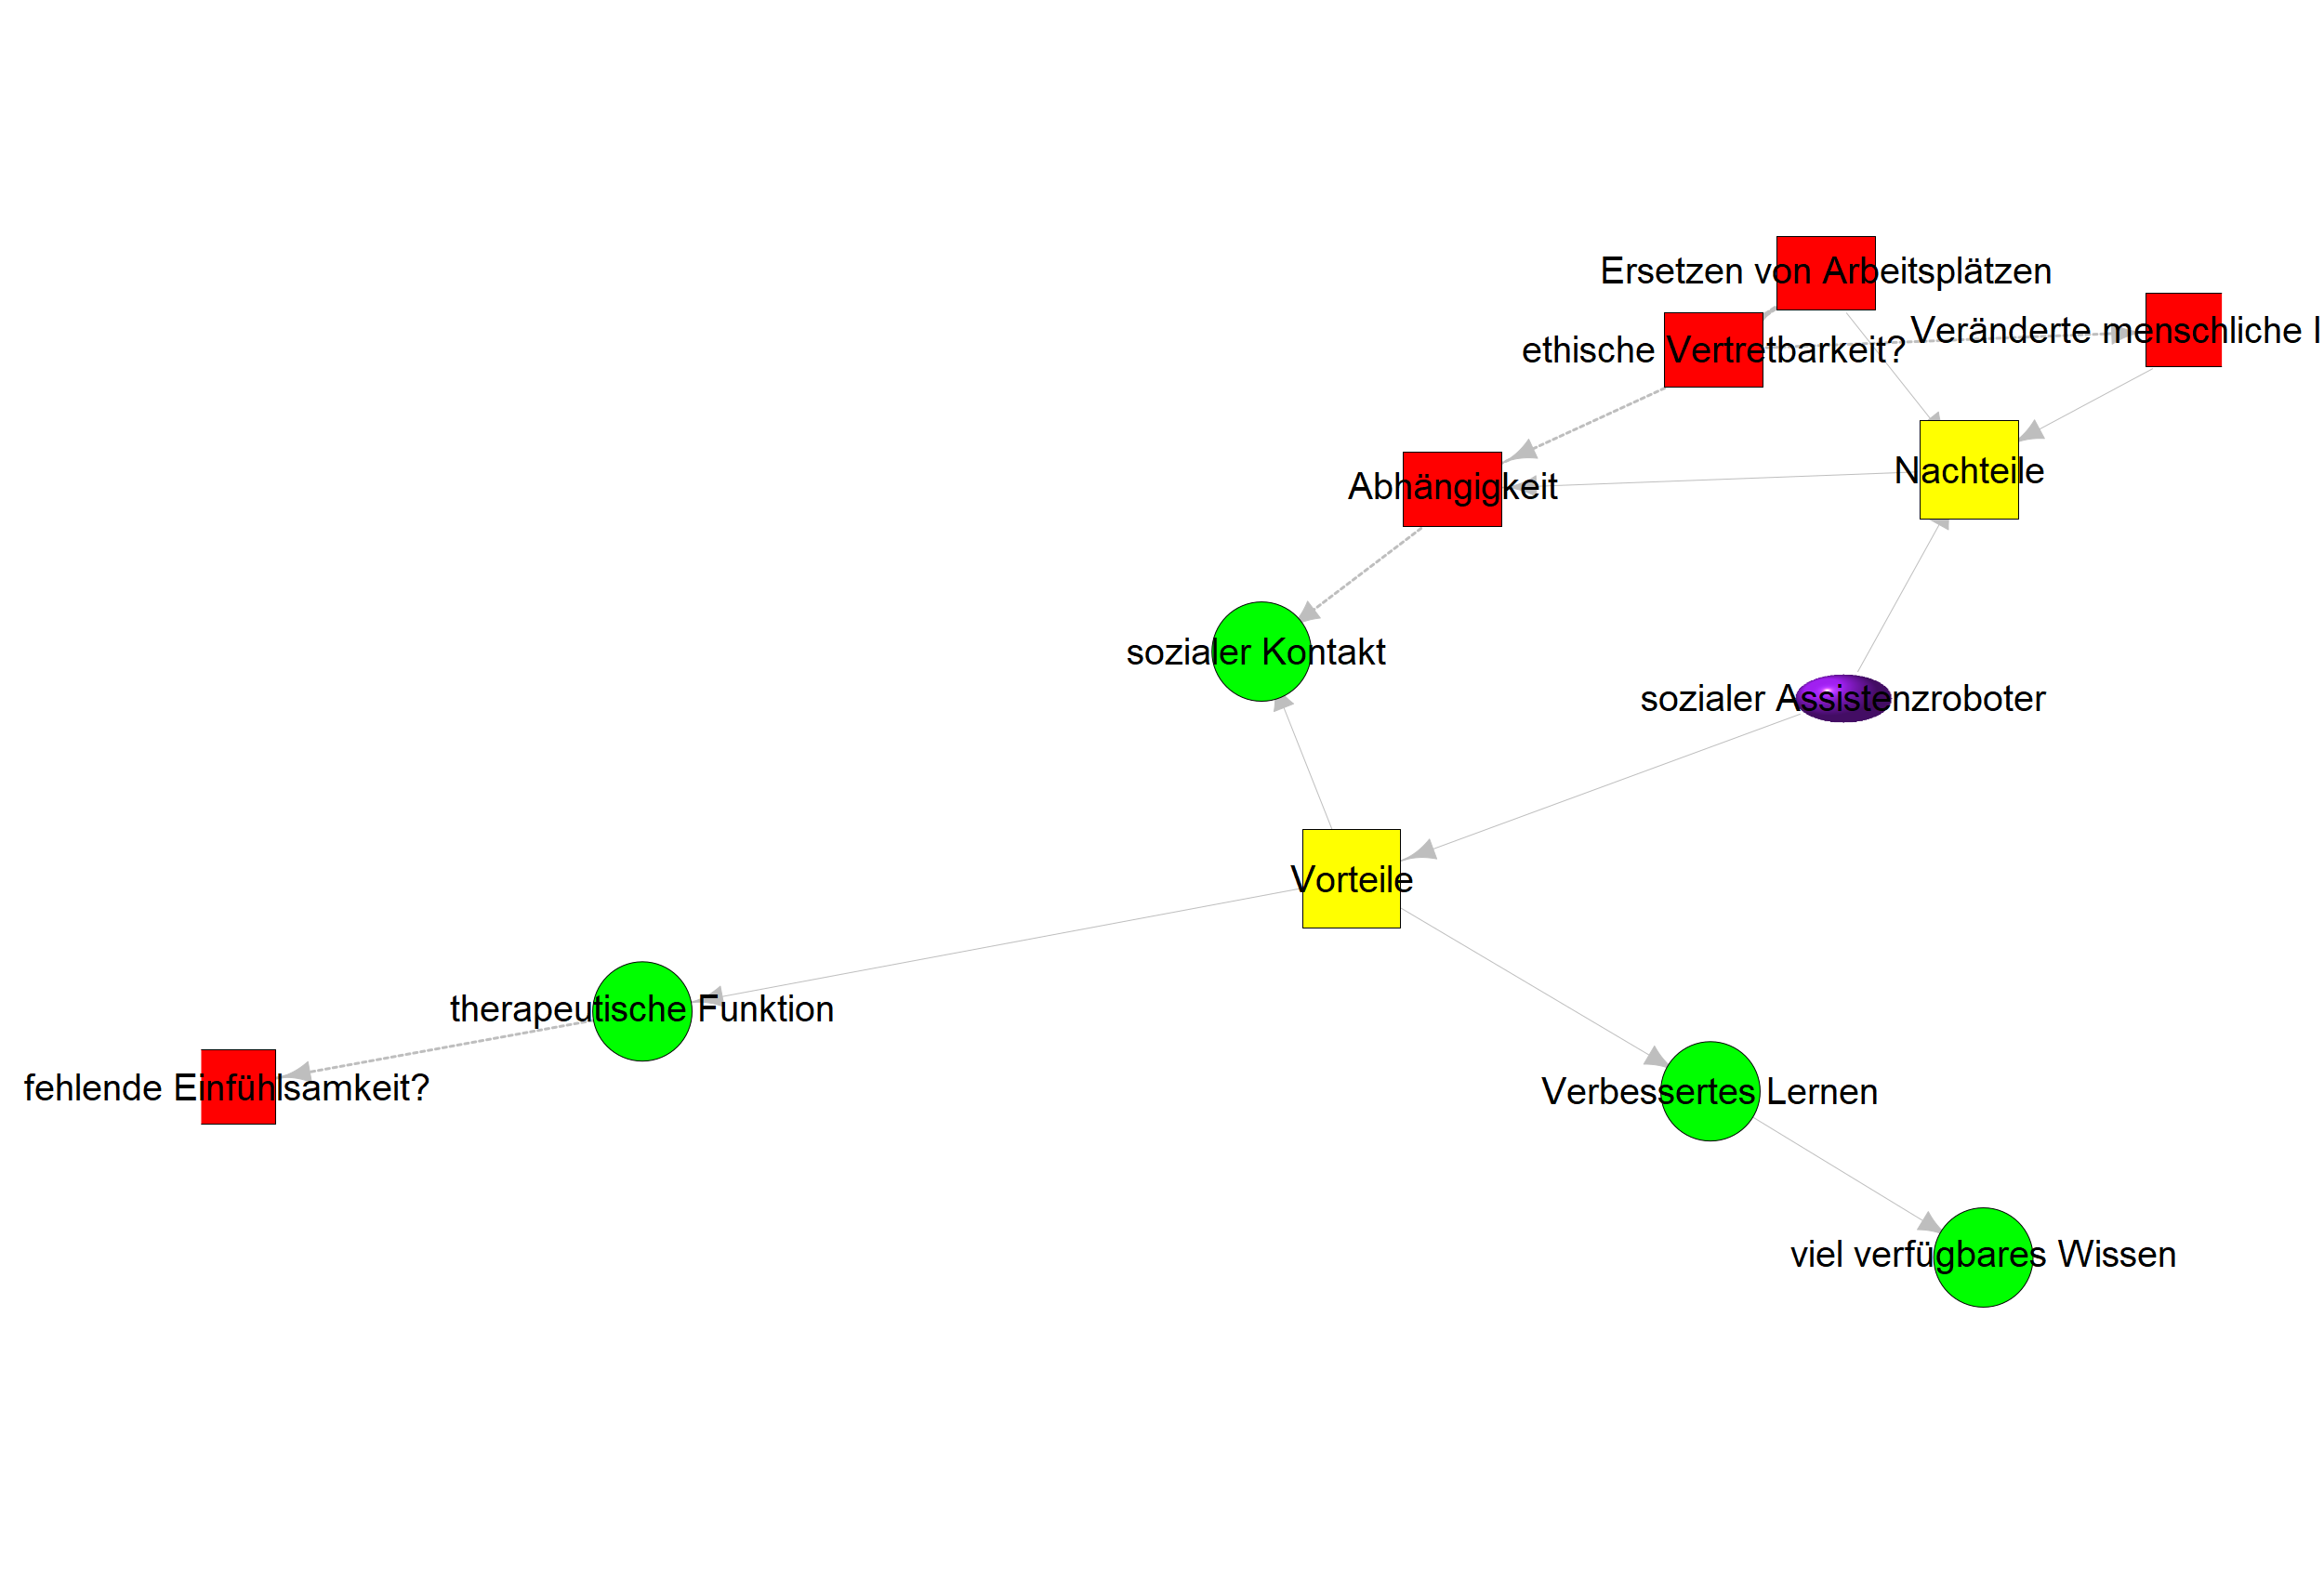 Ersetzen von Arbeitsplätzen
Veränderte menschliche
ethische Vertretbarkeit?
Nachteile
Abhängigkeit
sozialer Kontakt
sozialer Assistenzroboter
Vorteile
therapeutische Funktion
fehlende Einfühlsamkeit?
Verbessertes Lernen
viel verfügbares Wissen